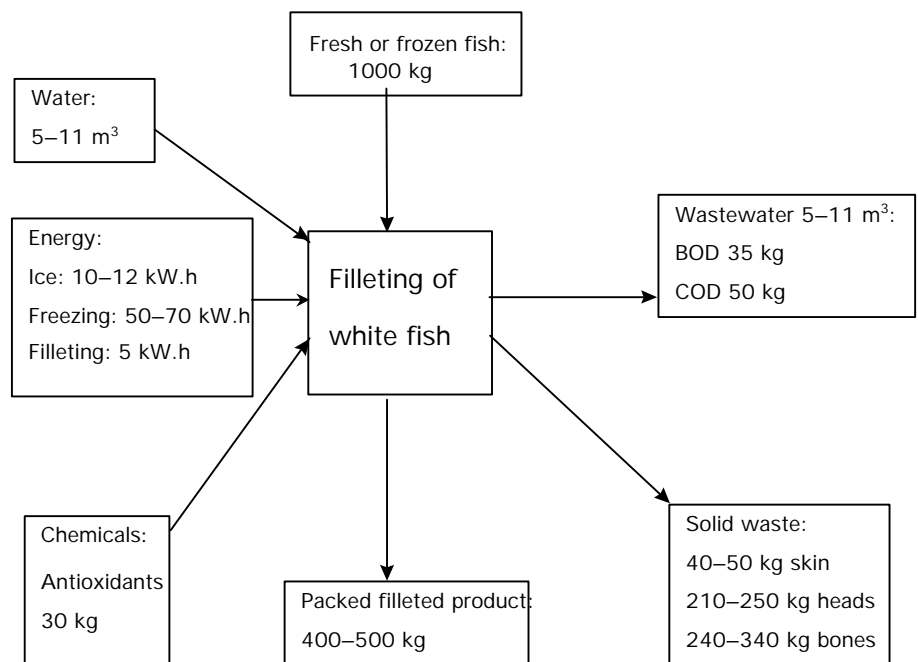 Fresh or frozen fish:
1000 kg
Water:
5–11 m³
Energy:
Ice: 10–12 kW.h
Freezing: 50–70 kW.h
Filleting: 5 kW.h
Filleting of
white fish
Wastewater 5–11 m³:
BOD 35 kg
COD 50 kg
Chemicals:
Antioxidants
30 kg
Packed filleted product:
400–500 kg
Solid waste:
40–50 kg skin
210–250 kg heads
240–340 kg bones